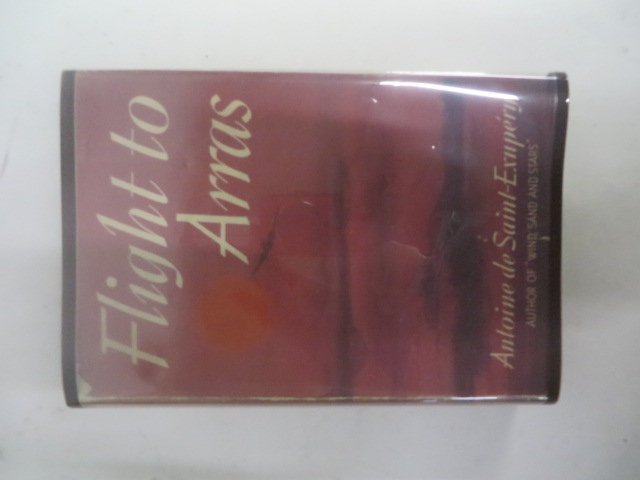 Flight to
Arras
Antoine de Saint-Exupéry
AUTHOR OF "WIND, SAND AND STARS"